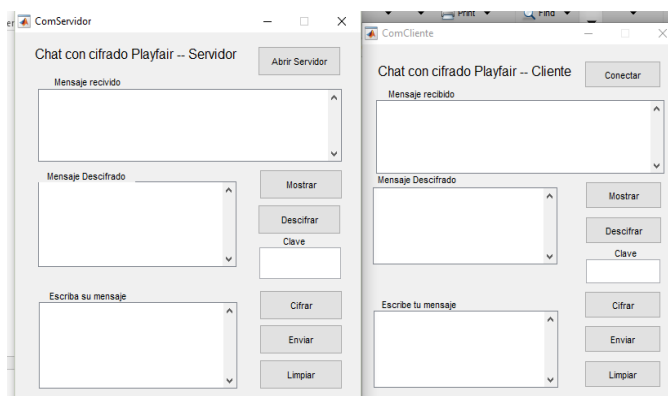 ComServidor
Chat con cifrado Playfair -- Servidor
Abrir Servidor
Mensaje recivido
Mensaje Descifrado
Mostrar
Descifrar
Clave
Escriba su mensaje
Cifrar
Enviar
Limpiar
Print
Find
ComCliente
Chat con cifrado Playfair -- Cliente
Conectar
Mensaje recibido
Mensaje Descifrado
Mostrar
Descifrar
Clave
Escribe tu mensaje
Cifrar
Enviar
Limpiar